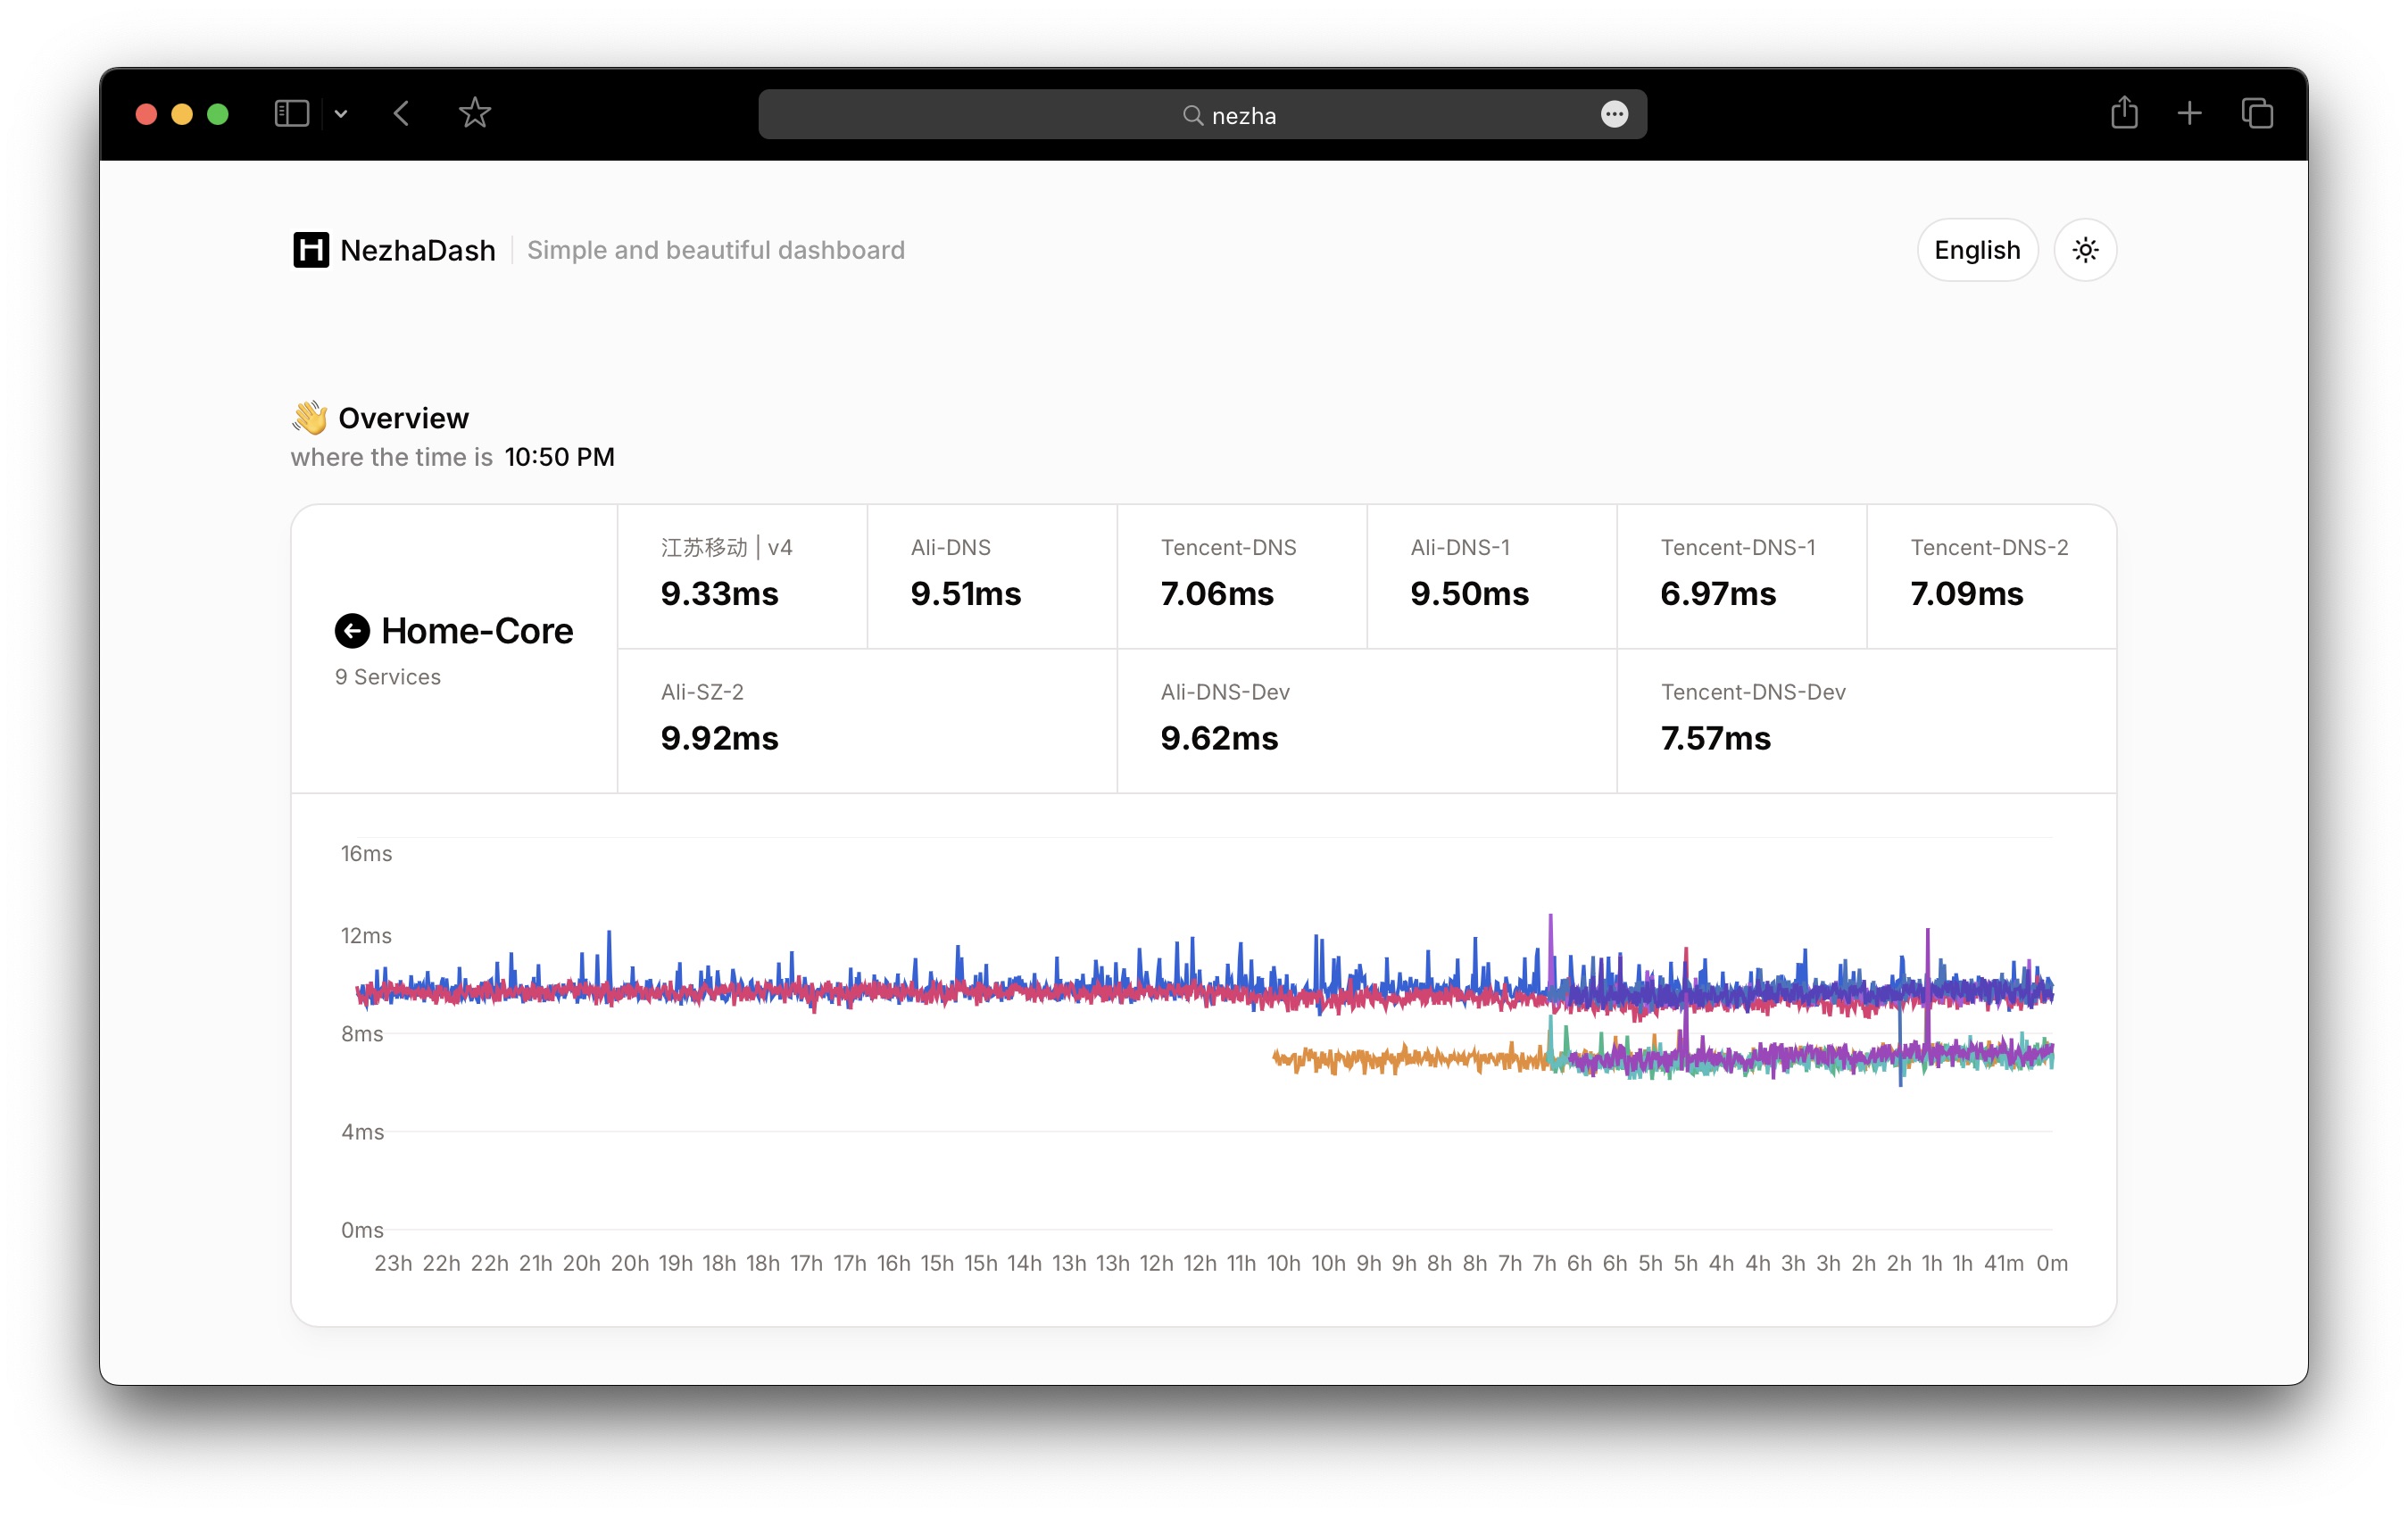 nezha
NezhaDash
Simple and beautiful dashboard
English
👋 Overview
where the time is 10:50 PM
Home-Core
9 Services
江苏移动 | v4
9.33ms
Ali-DNS
9.51ms
Tencent-DNS
7.06ms
Ali-DNS-1
9.50ms
Tencent-DNS-1
6.97ms
Tencent-DNS-2
7.09ms
Ali-SZ-2
9.92ms
Ali-DNS-Dev
9.62ms
Tencent-DNS-Dev
7.57ms
16ms
12ms
8ms
4ms
0ms
23h 22h 22h 21h 20h 20h 19h 18h 18h 17h 17h 16h 15h 15h 14h 13h 13h 12h 12h 11h 10h 10h 9h 9h 8h 8h 7h 7h 6h 6h 5h 5h 4h 4h 3h 3h 2h 2h 1h 1h 41m 0m